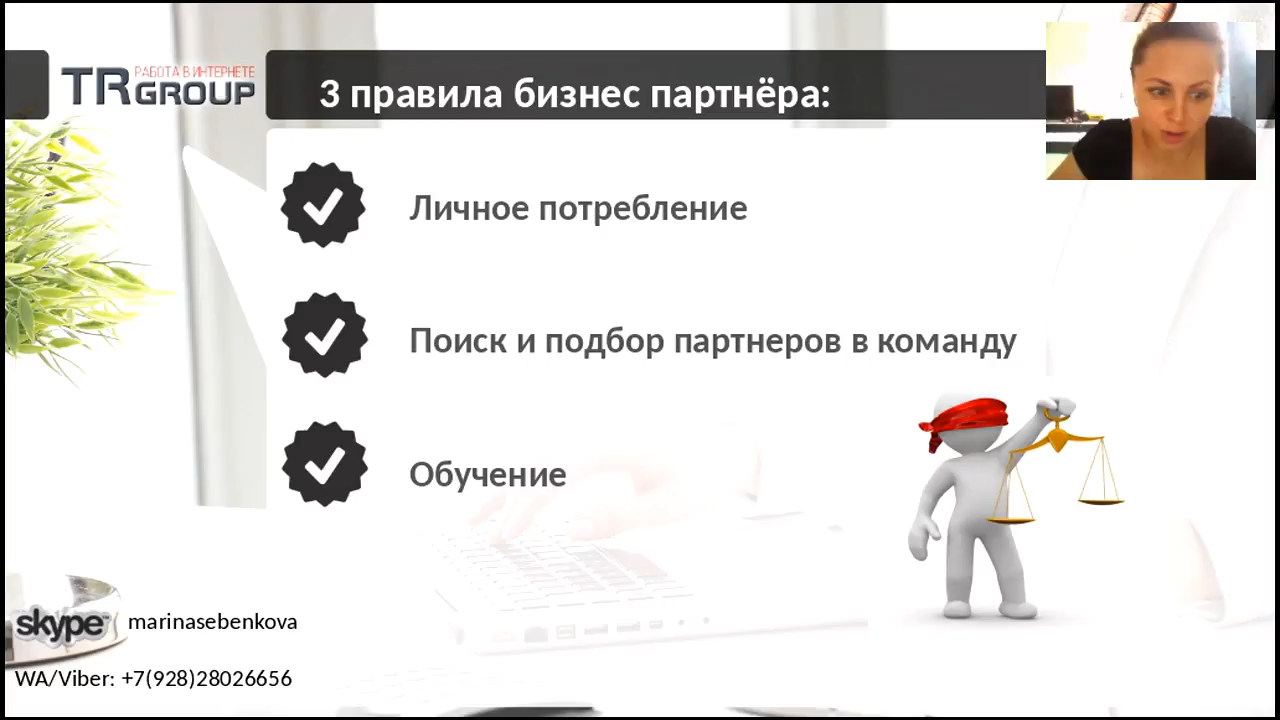 РАБОТА В ИНТЕРНЕТЕ
TR GROUP
3 правила бизнес партнёра:
Личное потребление
Поиск и подбор партнеров в команду
Обучение
skype™ marinasebenkova
WA/Viber: +7(928)28026656